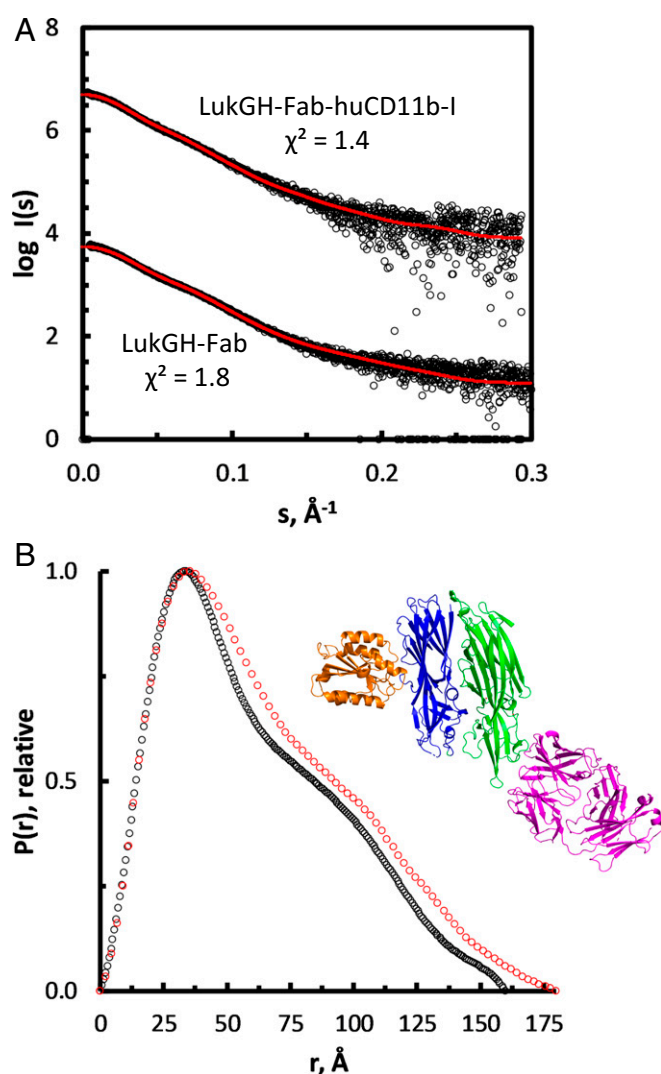 A
8
6
4
2
0
log I(s)
LukGH-Fab-huCD11b-I
χ² = 1.4
LukGH-Fab
χ² = 1.8
0.0 0.1 0.2 0.3
s, Å⁻¹
B
1.0
0.5
0.0
P(r), relative
0 25 50 75 100 125 150 175
r, Å